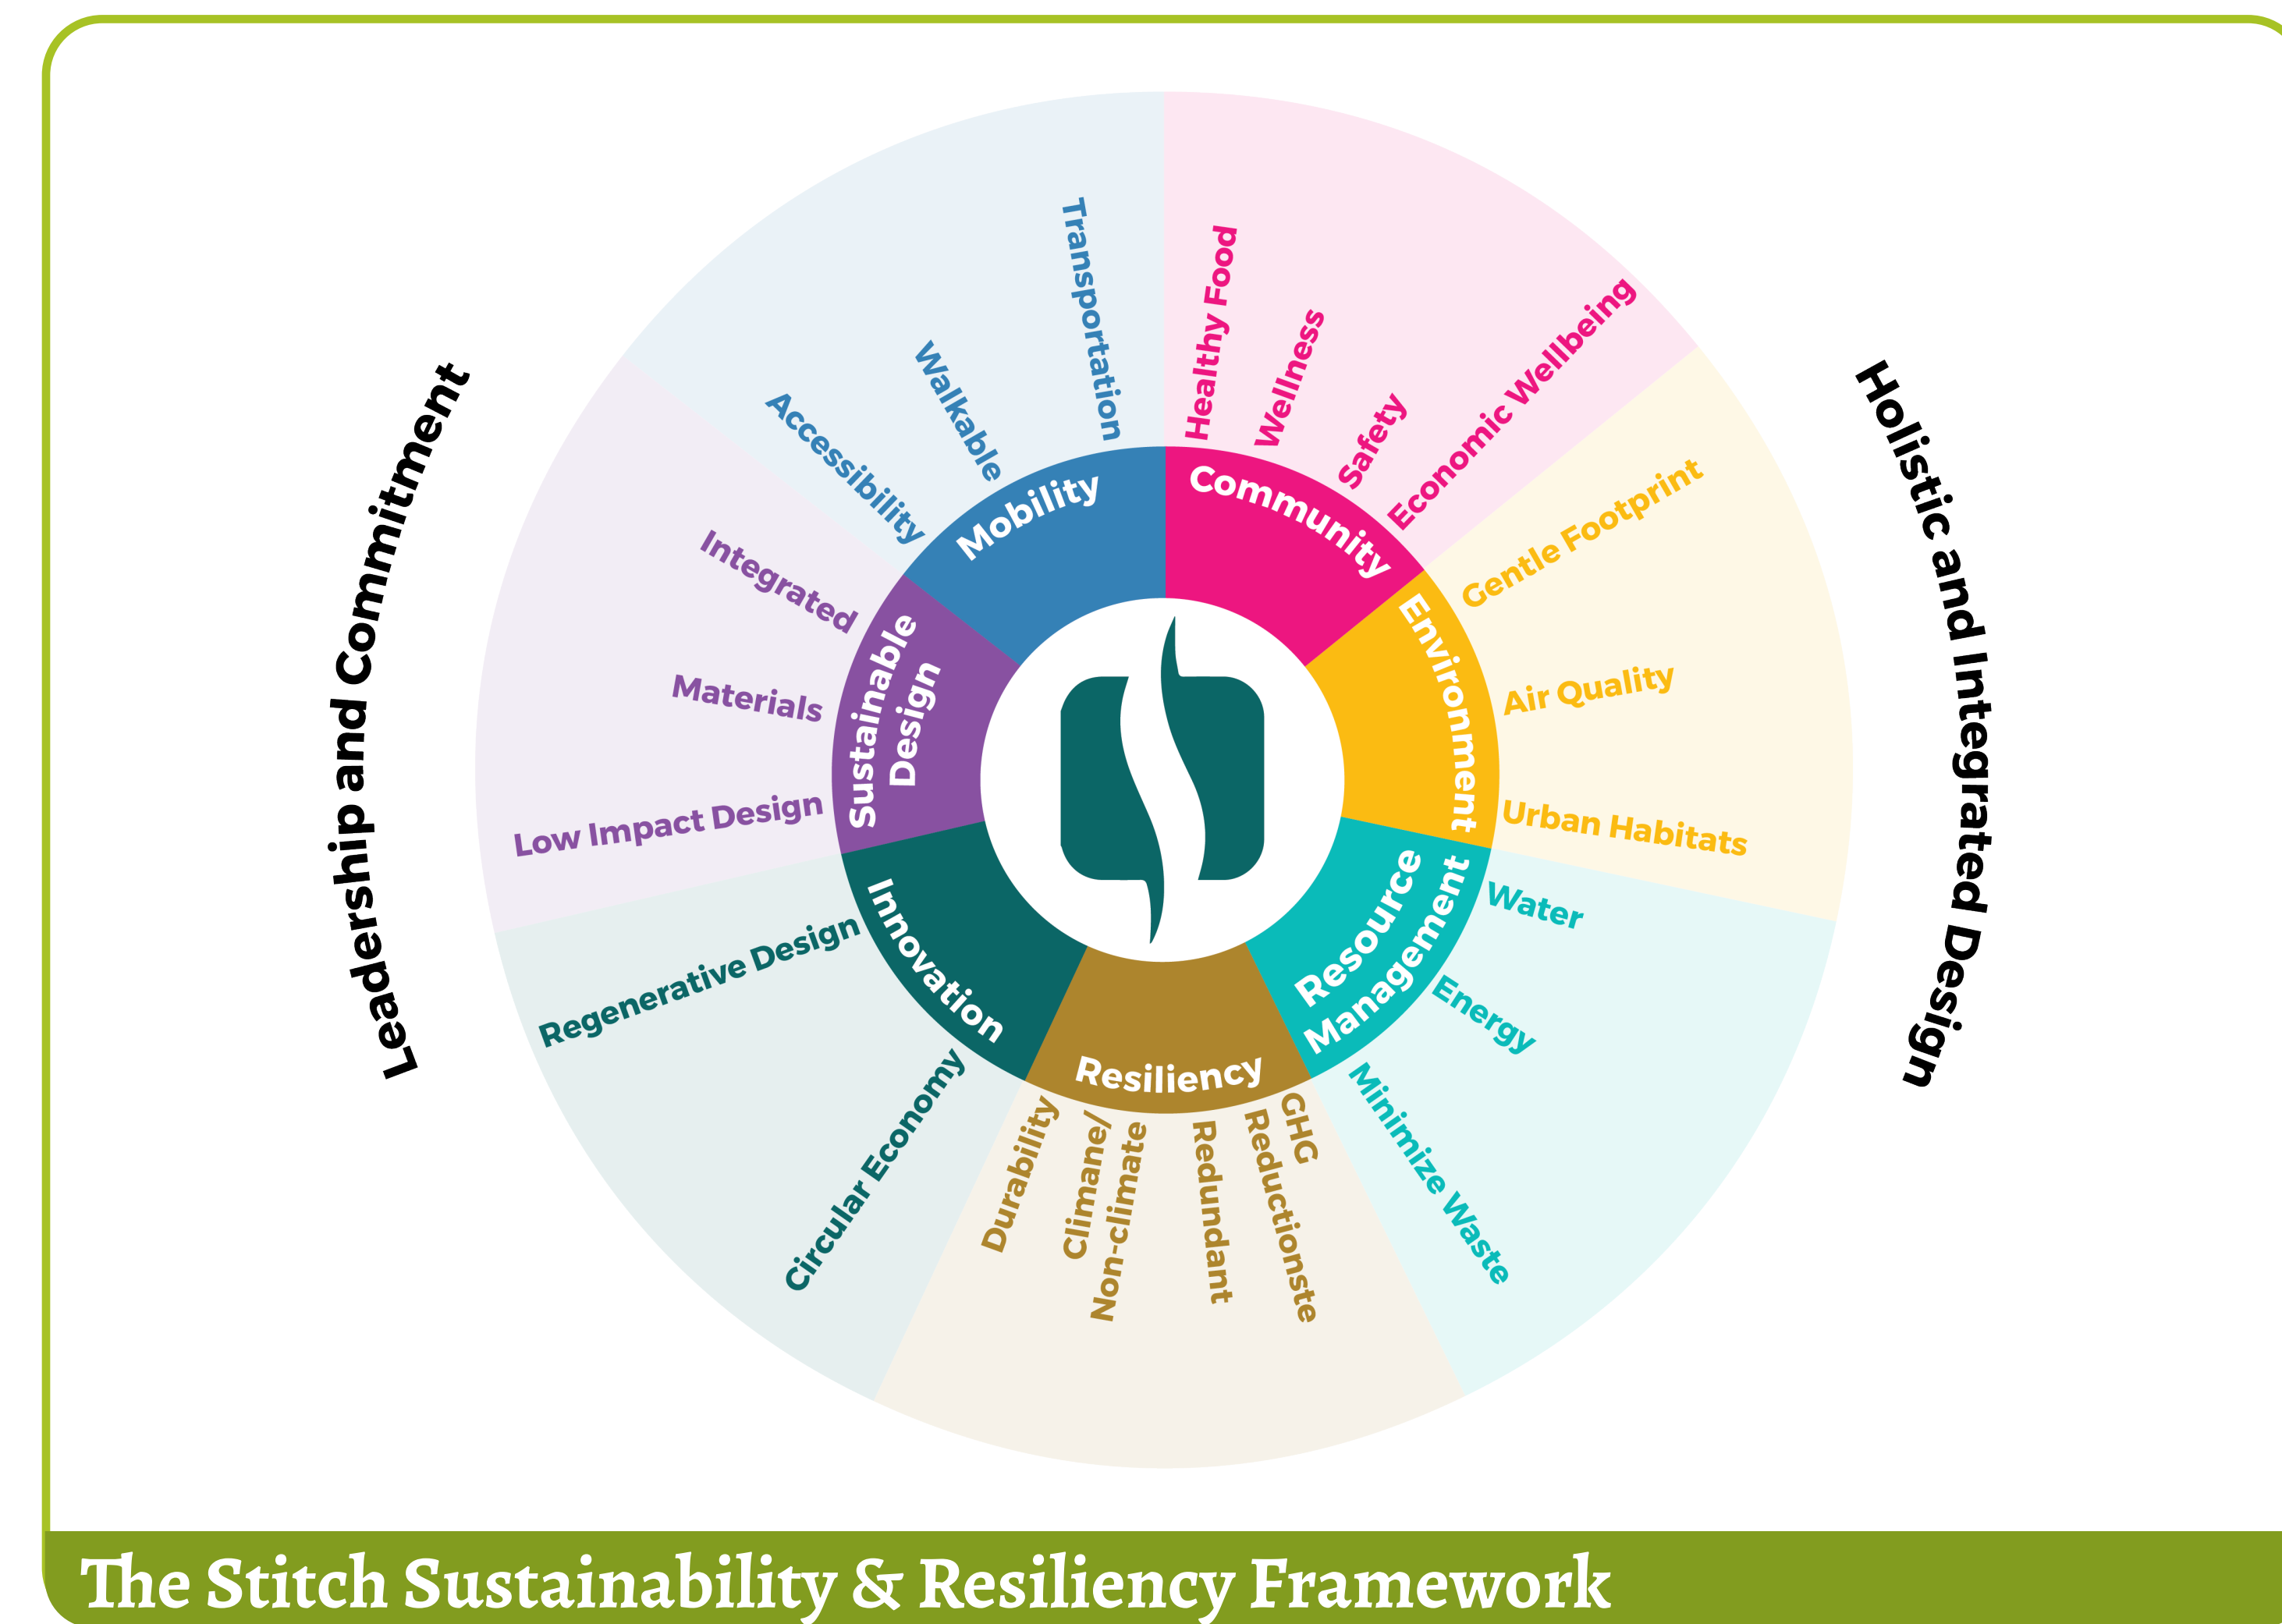 Leadership and Commitment
Holistic and Integrated Design
Community
Healthy Food
Wellness
Safety
Economic Wellbeing
Environment
Gentle Footprint
Air Quality
Urban Habitats
Resource
Management
Water
Energy
Minimize Waste
Resiliency
GHG
Reductionste
Redundant
Climane/
Non-climate
Durability
Innovation
Circular Economy
Regenerative Design
Sustainable
Design
Low Impact Design
Materials
Integrated
Mobility
Accessibility
Walkable
Transportation
The Stitch Sustainability & Resiliency Framework